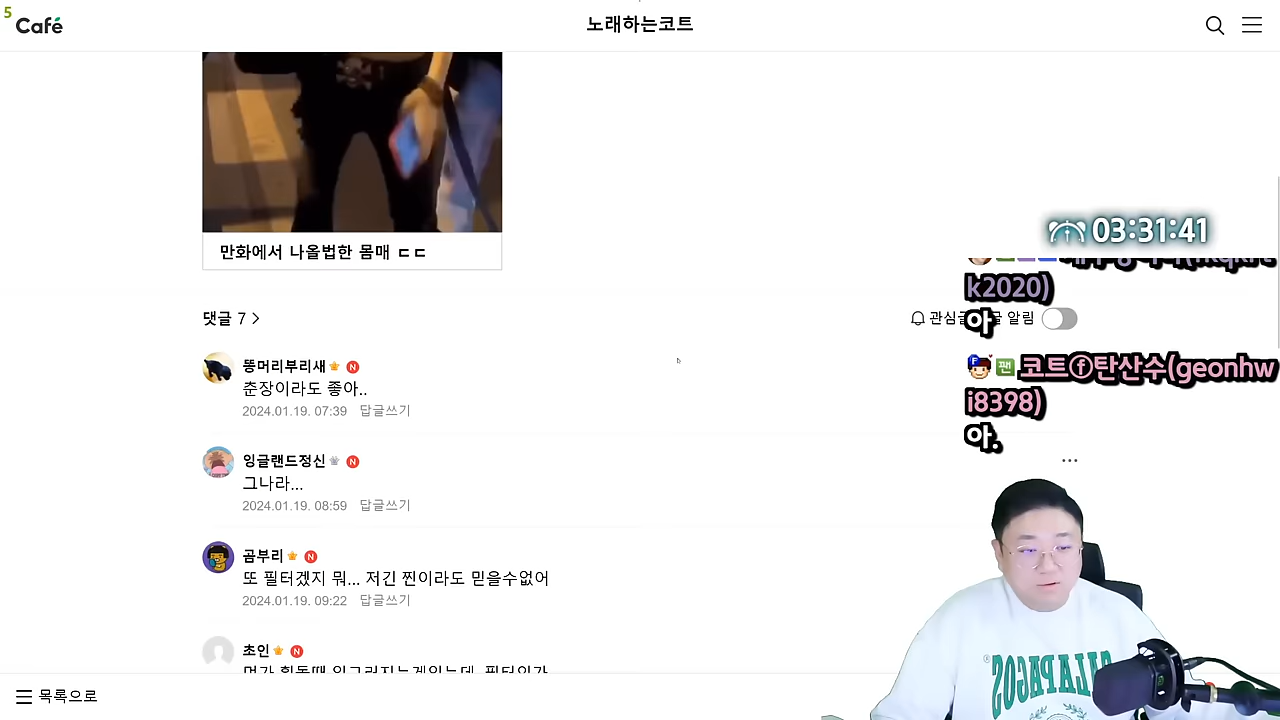 5
Café
노래하는코트
만화에서 나올법한 몸매 ㄷㄷ
03:31:41
댓글 7
관심글 알림
k2020)
아
똥머리부리새 N
춘장이라도 좋아..
2024.01.19. 07:39 답글쓰기
팬 코트ⓕ탄산수(geonhw
i8398)
아.
잉글랜드정신 N
그나라...
2024.01.19. 08:59 답글쓰기
곰부리 N
또 필터겠지 뭐... 저긴 찐이라도 믿을수없어
2024.01.19. 09:22 답글쓰기
초인 N
GALAPAGOS
목록으로